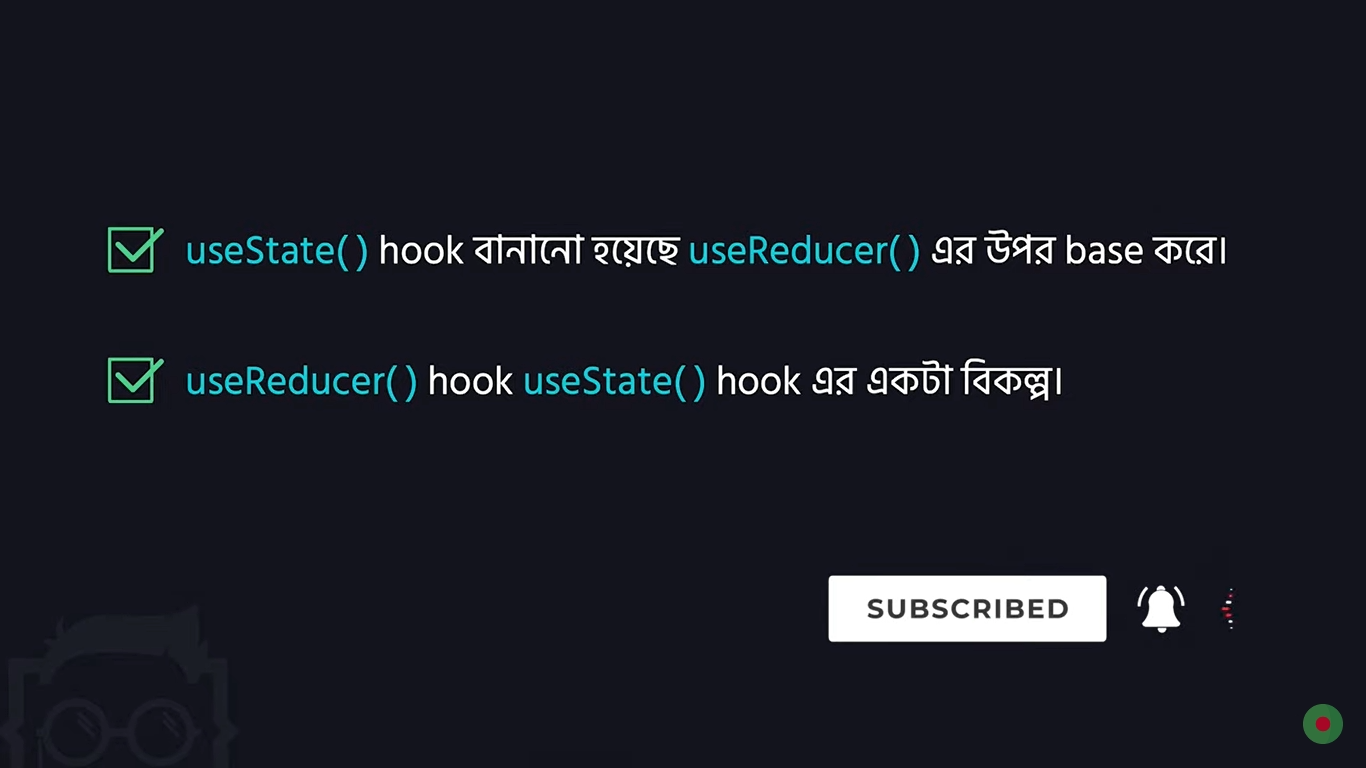 useState() hook বানানো হয়েছে useReducer() এর উপর base করে।
useReducer() hook useState() hook এর একটা বিকল্প।
SUBSCRIBED